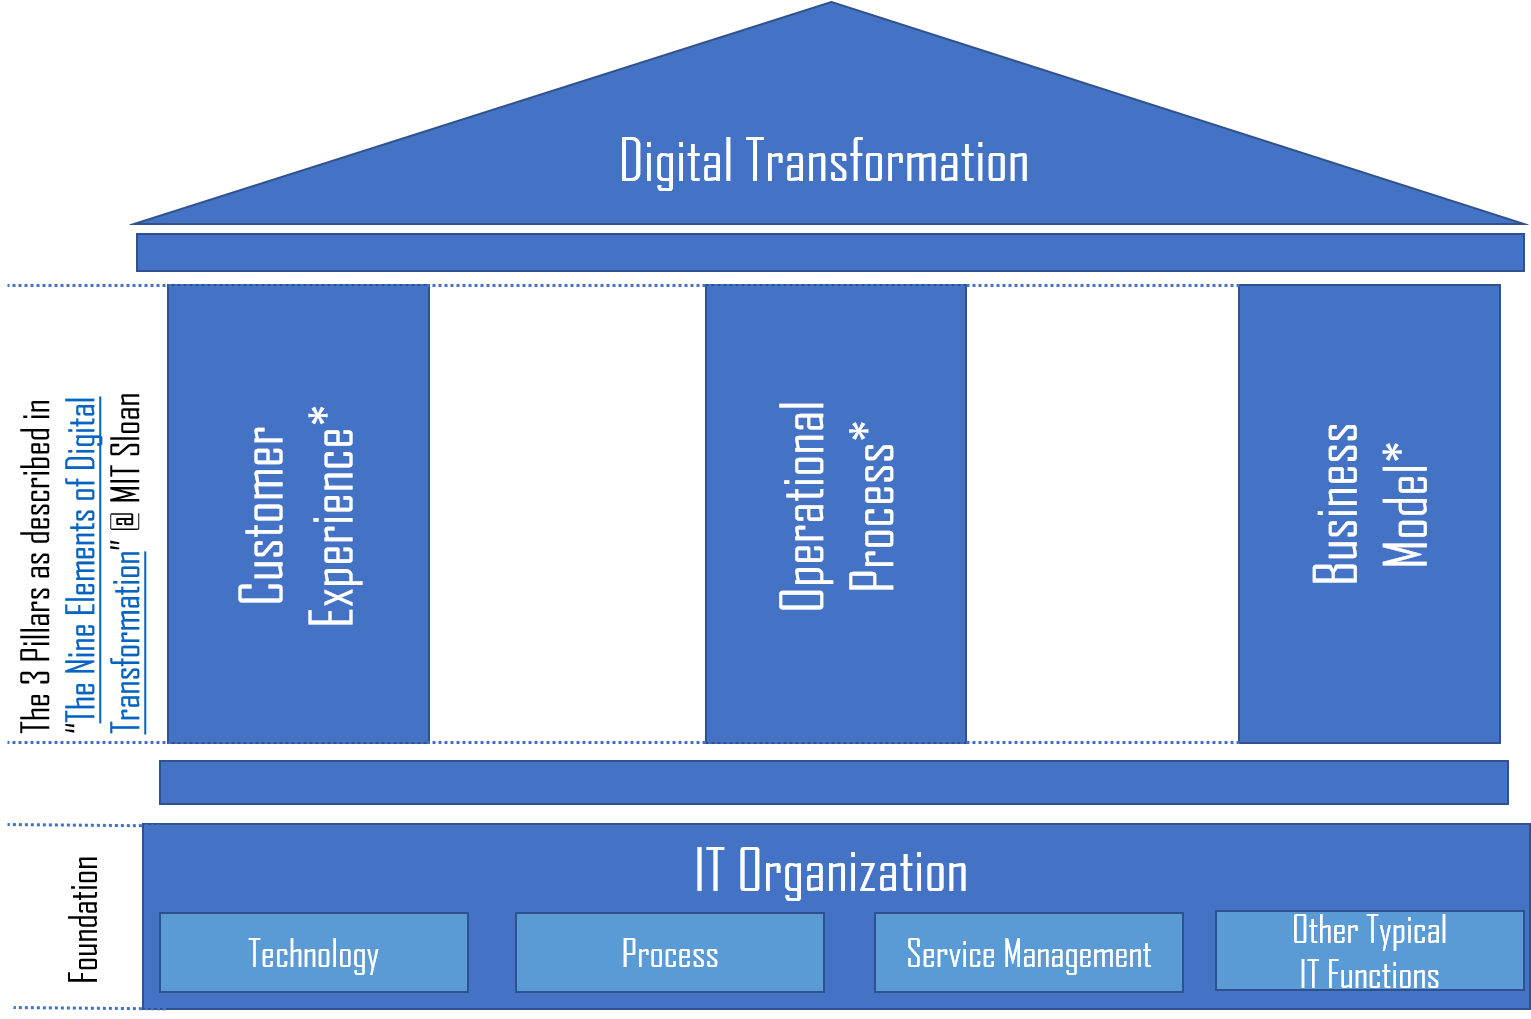 Digital Transformation
The 3 Pillars as described in
“The Nine Elements of Digital
Transformation” @ MIT Sloan
Customer
Experience*
Operational
Process*
Business
Model*
Foundation
IT Organization
Technology
Process
Service Management
Other Typical
IT Functions